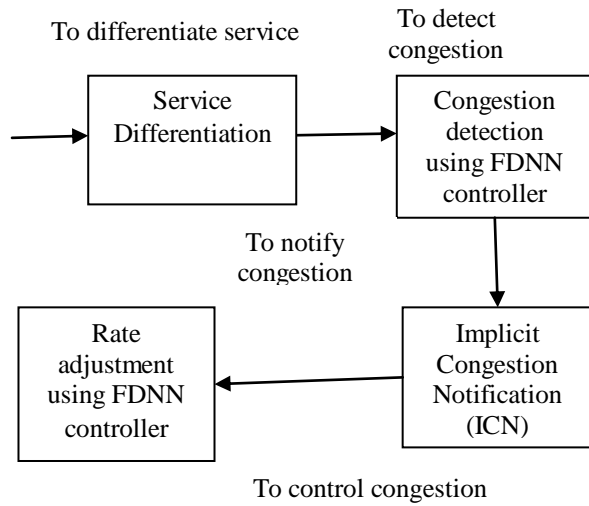 To differentiate service
To detect
congestion
Service
Differentiation
Congestion
detection
using FDNN
controller
To notify
congestion
Rate
adjustment
using FDNN
controller
Implicit
Congestion
Notification
(ICN)
To control congestion